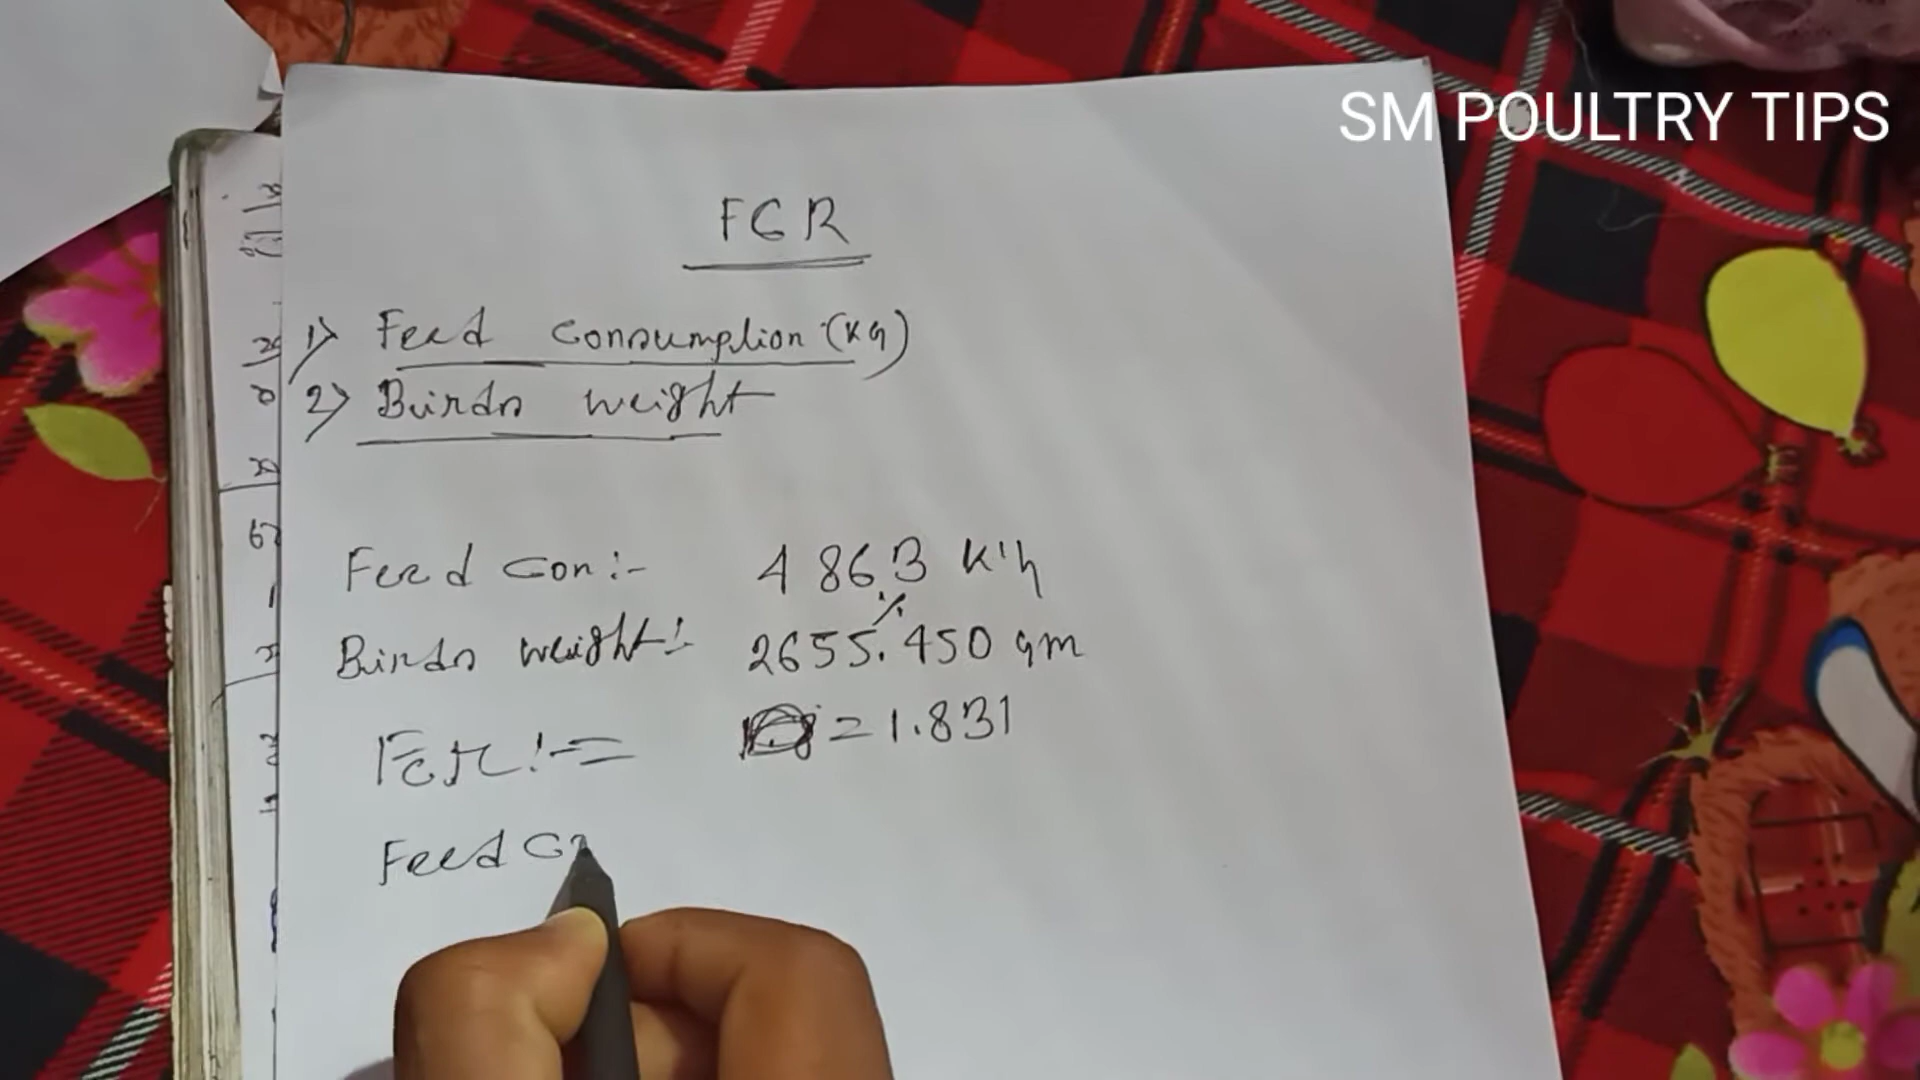 SM POULTRY TIPS
FCR
1) Feed Consumption (KG)
2) Birds weight
Feed Con :- 4863 KG
÷
Birds weight :- 2655.450 gm
FCR :- = = 1.831
Feed Co